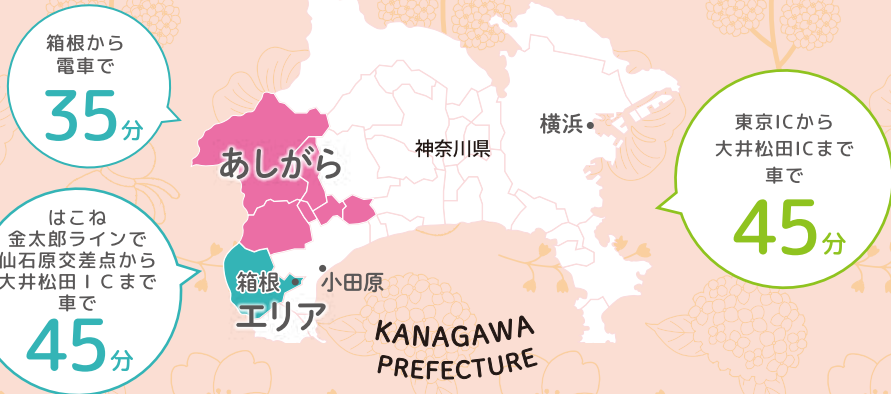 箱根から
電車で
35分
はこね
金太郎ラインで
仙石原交差点から
大井松田ＩＣまで
車で
45分
あしがら
箱根
エリア
小田原
神奈川県
横浜
KANAGAWA
PREFECTURE
東京ICから
大井松田ICまで
車で
45分